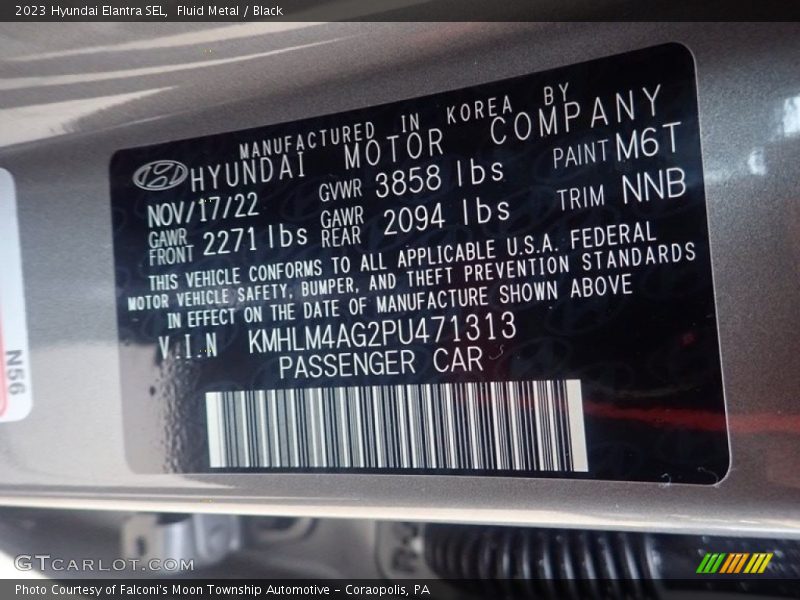 2023 Hyundai Elantra SEL, Fluid Metal / Black
MANUFACTURED IN KOREA BY
HYUNDAI MOTOR COMPANY
NOV/17/22 GVWR 3858 lbs PAINT M6T
GAWR FRONT 2271 lbs GAWR REAR 2094 lbs TRIM NNB
THIS VEHICLE CONFORMS TO ALL APPLICABLE U.S.A. FEDERAL
MOTOR VEHICLE SAFETY, BUMPER, AND THEFT PREVENTION STANDARDS
IN EFFECT ON THE DATE OF MANUFACTURE SHOWN ABOVE
V.I.N KMHLM4AG2PU471313
PASSENGER CAR
N56
GTCARLOT.COM
Photo Courtesy of Falconi's Moon Township Automotive - Coraopolis, PA